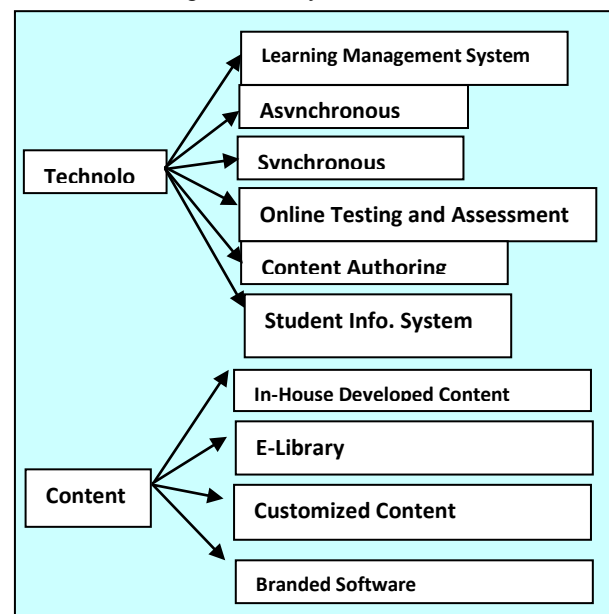 Learning Management System
Asynchronous
Synchronous
Technolo
Online Testing and Assessment
Content Authoring
Student Info. System
In-House Developed Content
E-Library
Content
Customized Content
Branded Software